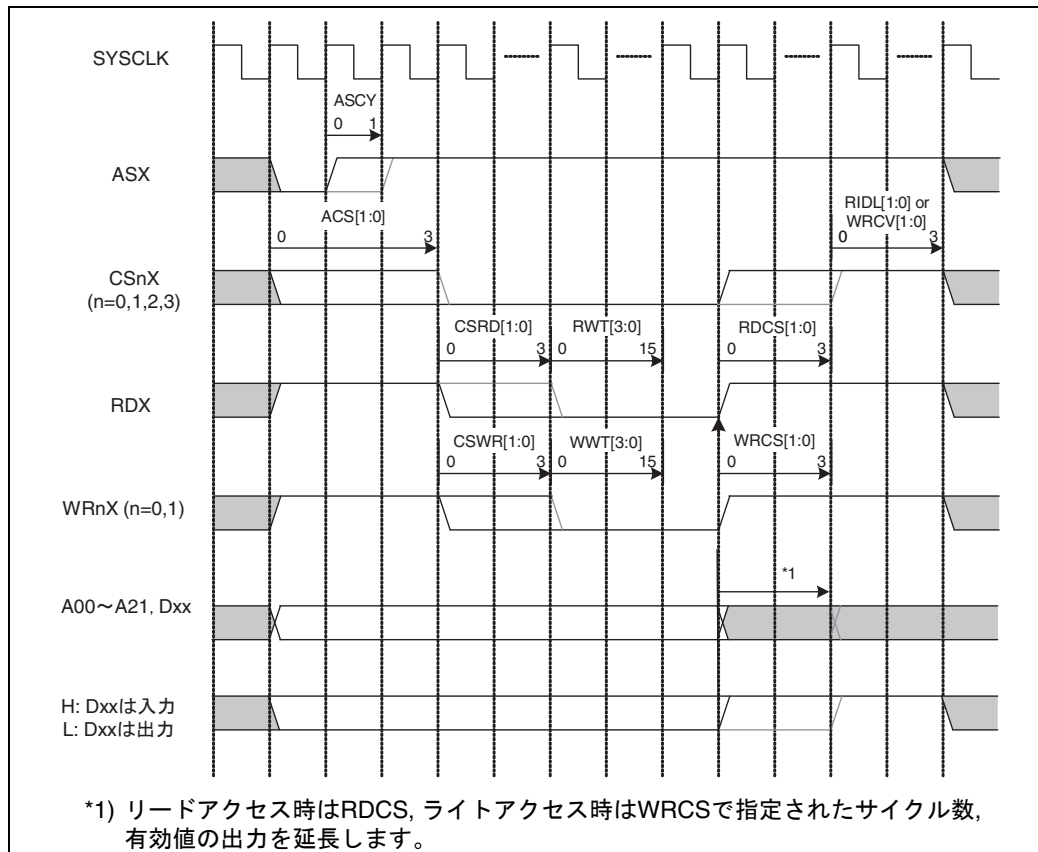 SYSCLK
ASCY
0 1
ASX
ACS[1:0]
0 3
RIDL[1:0] or
WRCV[1:0]
0 3
CSnX
(n=0,1,2,3)
CSRD[1:0] RWT[3:0] RDCS[1:0]
0 3 0 15 0 3
RDX
CSWR[1:0] WWT[3:0] WRCS[1:0]
0 3 0 15 0 3
WRnX (n=0,1)
*1
A00～A21, Dxx
H: Dxxは入力
L: Dxxは出力
*1) リードアクセス時はRDCS, ライトアクセス時はWRCSで指定されたサイクル数,
有効値の出力を延長します。